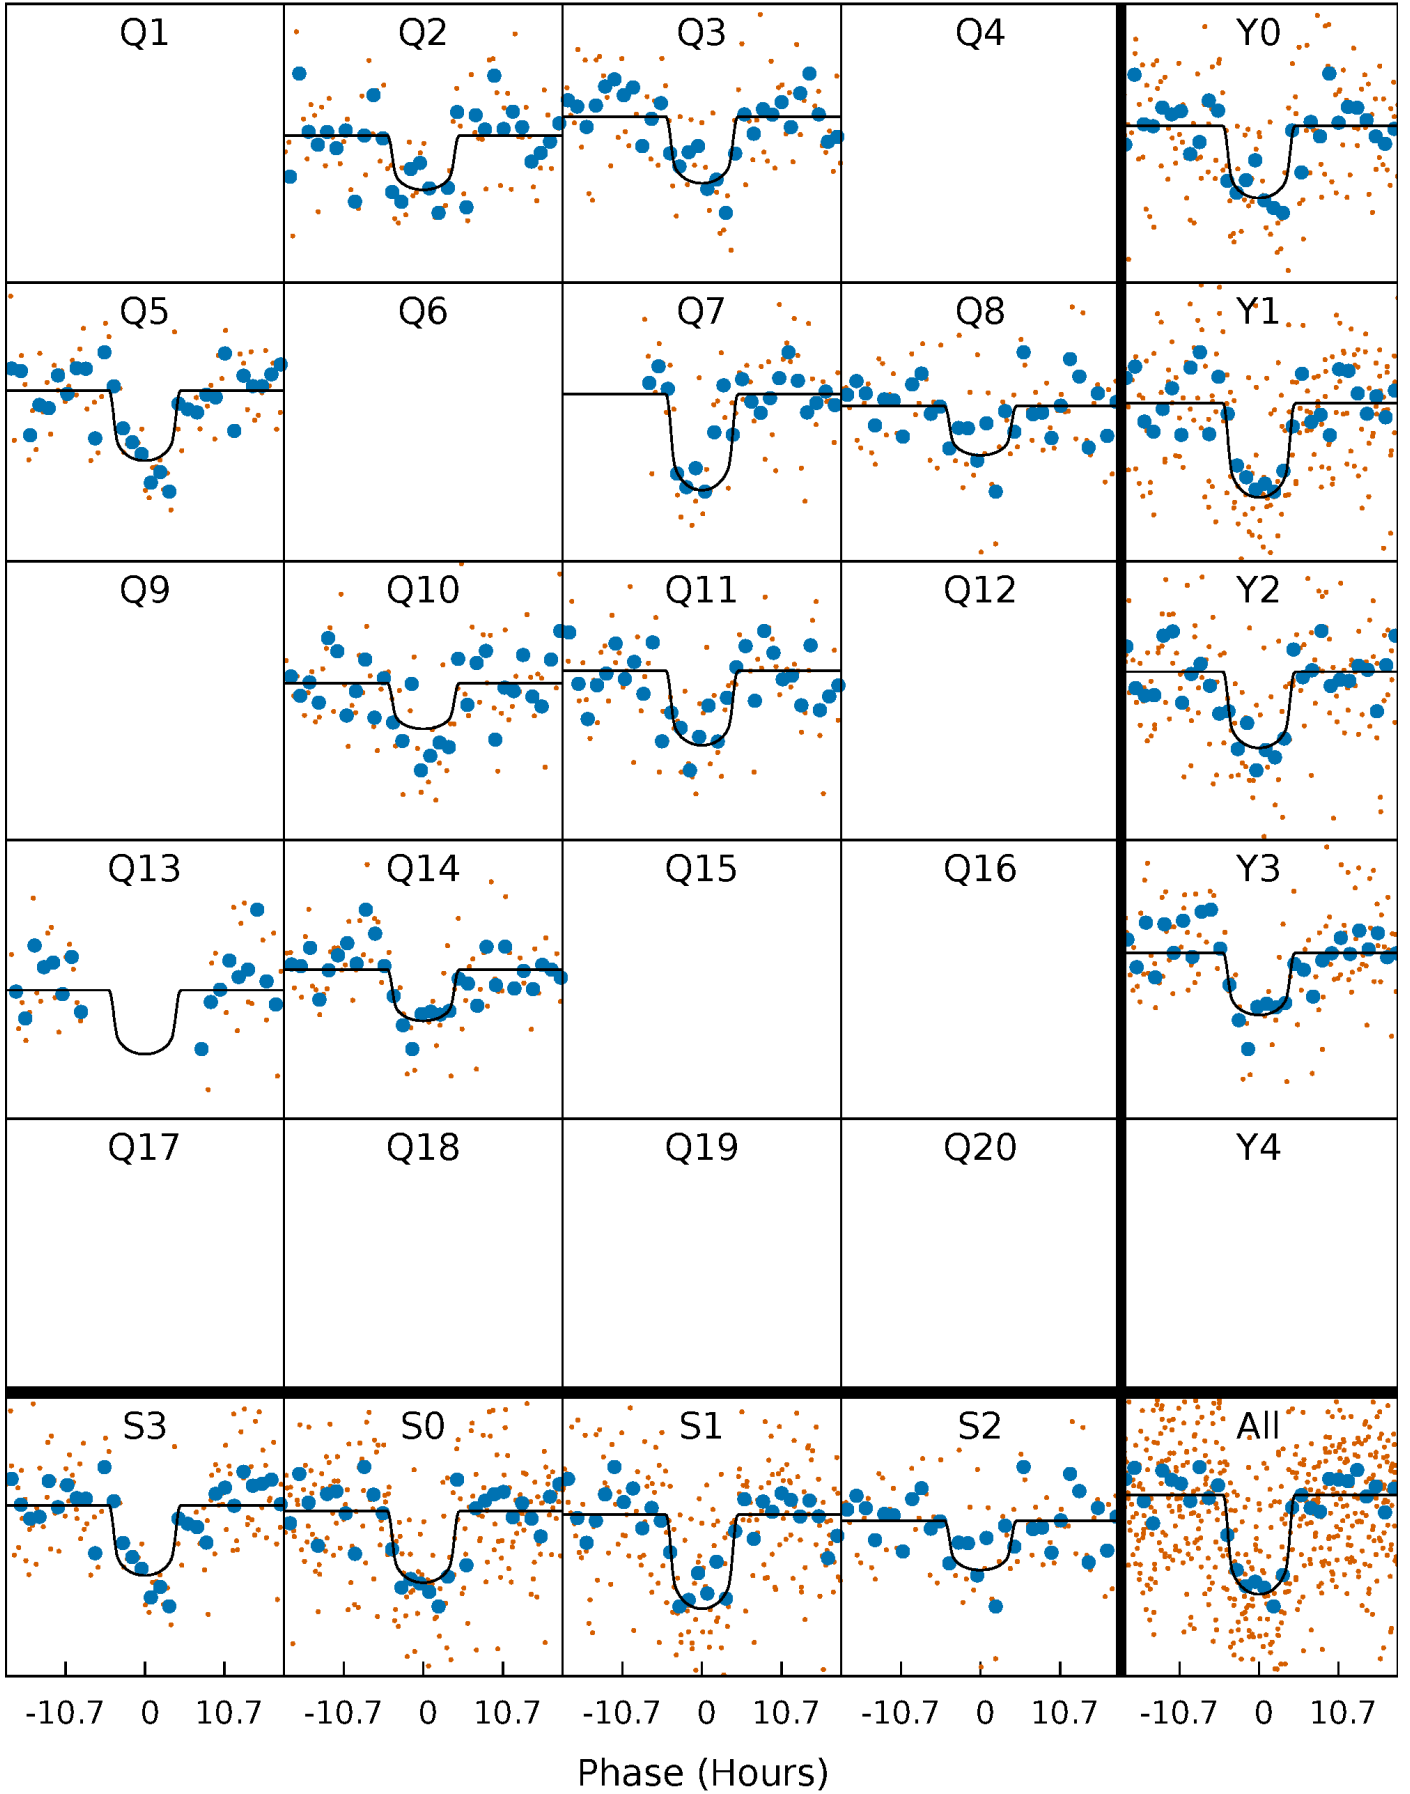 Q1 Q2 Q3 Q4 Y0
Q5 Q6 Q7 Q8 Y1
Q9 Q10 Q11 Q12 Y2
Q13 Q14 Q15 Q16 Y3
Q17 Q18 Q19 Q20 Y4
S3 S0 S1 S2 All
-10.7 0 10.7 -10.7 0 10.7 -10.7 0 10.7 -10.7 0 10.7 -10.7 0 10.7
Phase (Hours)